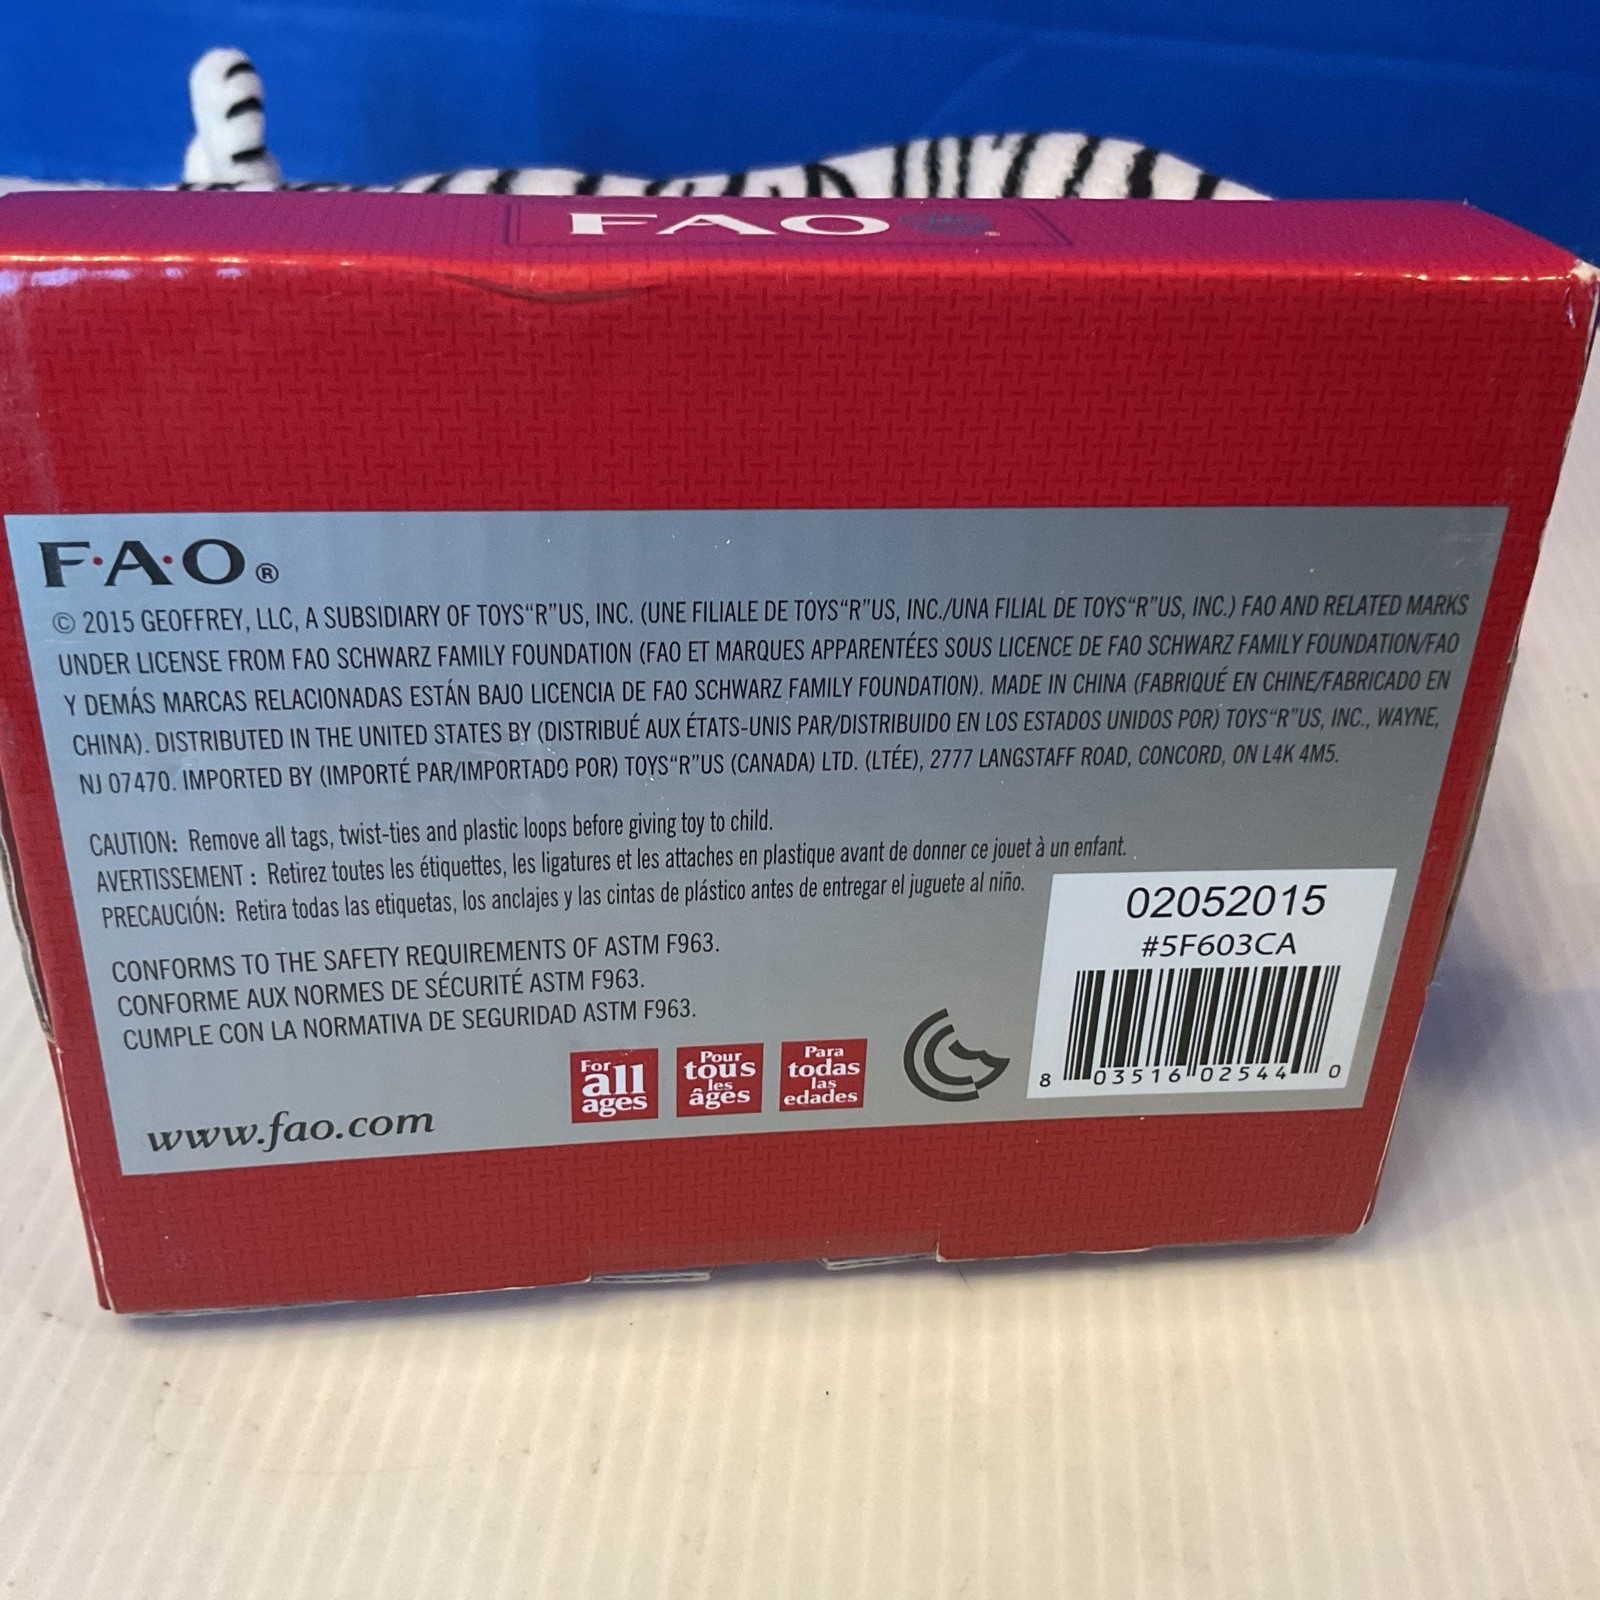 FAO
F·A·O®
© 2015 GEOFFREY, LLC, A SUBSIDIARY OF TOYS“R”US, INC. (UNE FILIALE DE TOYS“R”US, INC./UNA FILIAL DE TOYS“R”US, INC.) FAO AND RELATED MARKS
UNDER LICENSE FROM FAO SCHWARZ FAMILY FOUNDATION (FAO ET MARQUES APPARENTÉES SOUS LICENCE DE FAO SCHWARZ FAMILY FOUNDATION/FAO
Y DEMÁS MARCAS RELACIONADAS ESTÁN BAJO LICENCIA DE FAO SCHWARZ FAMILY FOUNDATION). MADE IN CHINA (FABRIQUÉ EN CHINE/FABRICADO EN
CHINA). DISTRIBUTED IN THE UNITED STATES BY (DISTRIBUÉ AUX ÉTATS-UNIS PAR/DISTRIBUIDO EN LOS ESTADOS UNIDOS POR) TOYS“R”US, INC., WAYNE,
NJ 07470. IMPORTED BY (IMPORTÉ PAR/IMPORTADO POR) TOYS“R”US (CANADA) LTD. (LTÉE), 2777 LANGSTAFF ROAD, CONCORD, ON L4K 4M5.
CAUTION: Remove all tags, twist-ties and plastic loops before giving toy to child.
AVERTISSEMENT : Retirez toutes les étiquettes, les ligatures et les attaches en plastique avant de donner ce jouet à un enfant.
PRECAUCIÓN: Retira todas las etiquetas, los anclajes y las cintas de plástico antes de entregar el juguete al niño.
CONFORMS TO THE SAFETY REQUIREMENTS OF ASTM F963.
CONFORME AUX NORMES DE SÉCURITÉ ASTM F963.
CUMPLE CON LA NORMATIVA DE SEGURIDAD ASTM F963.
www.fao.com
For
all
ages
Pour
tous
les
âges
Para
todas
las
edades
02052015
#5F603CA
8 03516 02544 0